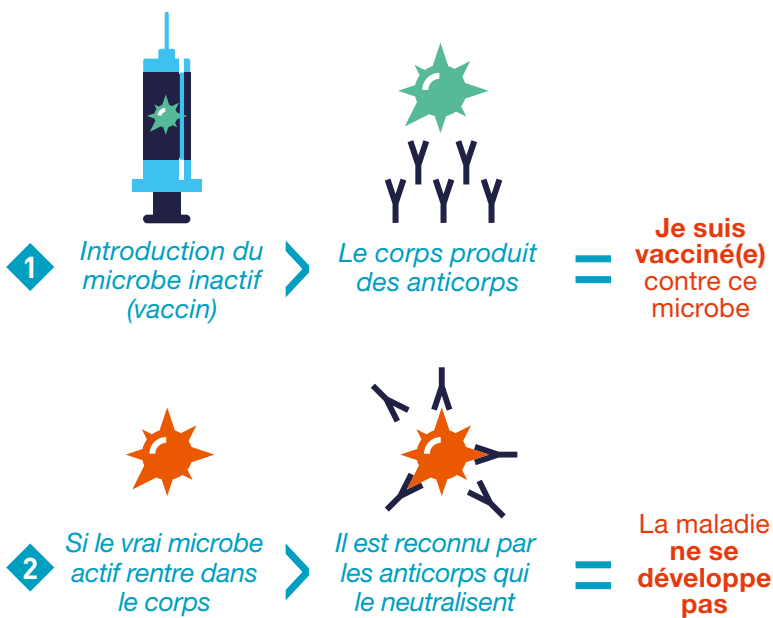 1
Introduction du
microbe inactif
(vaccin)
>
Le corps produit
des anticorps
=
Je suis
vacciné(e)
contre ce
microbe
2
Si le vrai microbe
actif rentre dans
le corps
>
Il est reconnu par
les anticorps qui
le neutralisent
=
La maladie
ne se
développe
pas